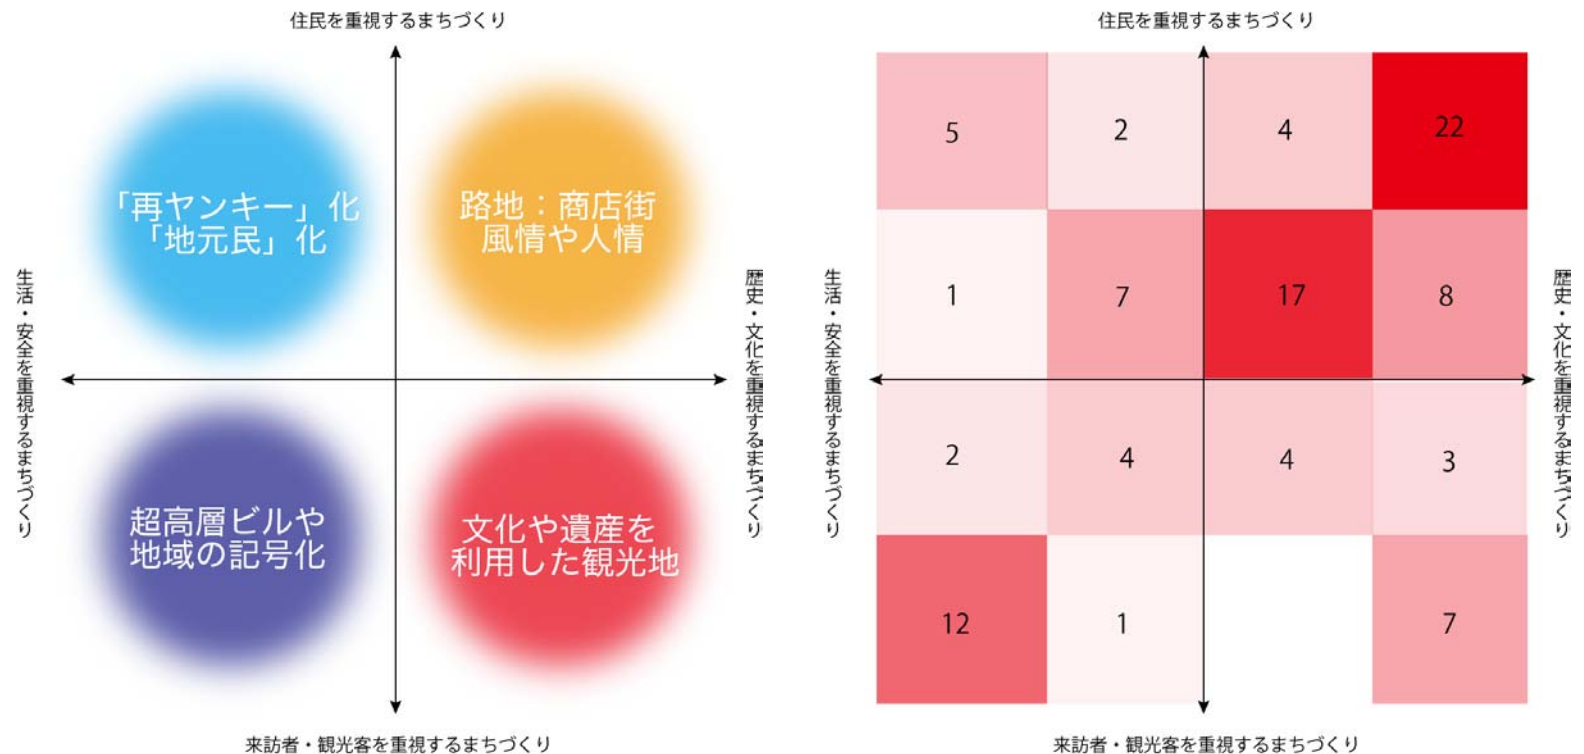 住民を重視するまちづくり
「再ヤンキー」化
「地元民」化
路地：商店街
風情や人情
生活・安全を重視するまちづくり
歴史・文化を重視するまちづくり
超高層ビルや
地域の記号化
文化や遺産を
利用した観光地
来訪者・観光客を重視するまちづくり
住民を重視するまちづくり
5 2 4 22
1 7 17 8
生活・安全を重視するまちづくり
歴史・文化を重視するまちづくり
2 4 4 3
12 1 7
来訪者・観光客を重視するまちづくり